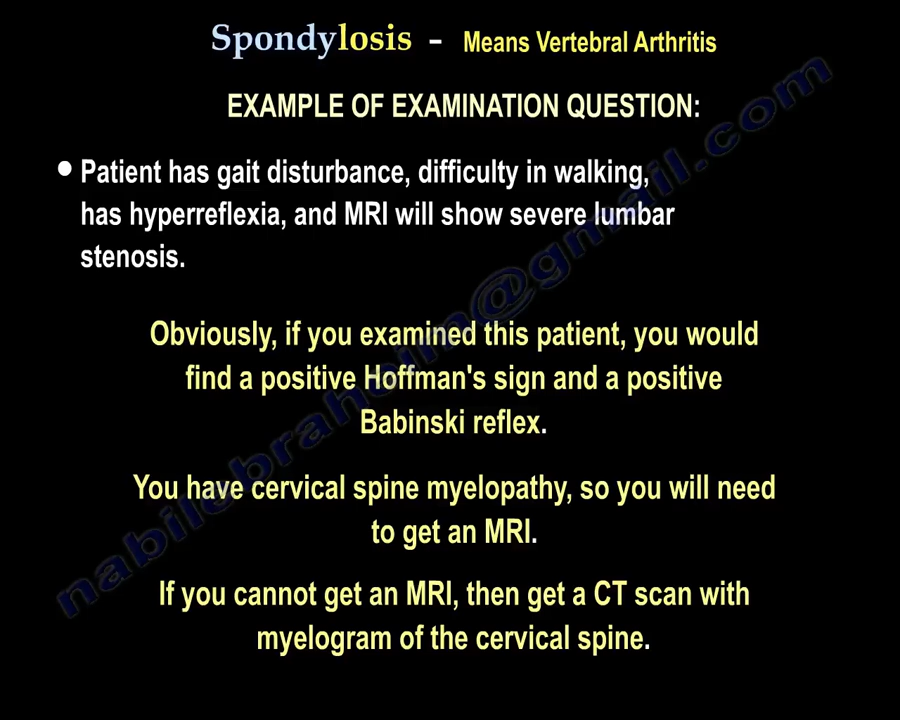 Spondylosis – Means Vertebral Arthritis
EXAMPLE OF EXAMINATION QUESTION:
• Patient has gait disturbance, difficulty in walking,
has hyperreflexia, and MRI will show severe lumbar
stenosis.
Obviously, if you examined this patient, you would
find a positive Hoffman's sign and a positive
Babinski reflex.
You have cervical spine myelopathy, so you will need
to get an MRI.
If you cannot get an MRI, then get a CT scan with
myelogram of the cervical spine.
nabilebraheim@gmail.com